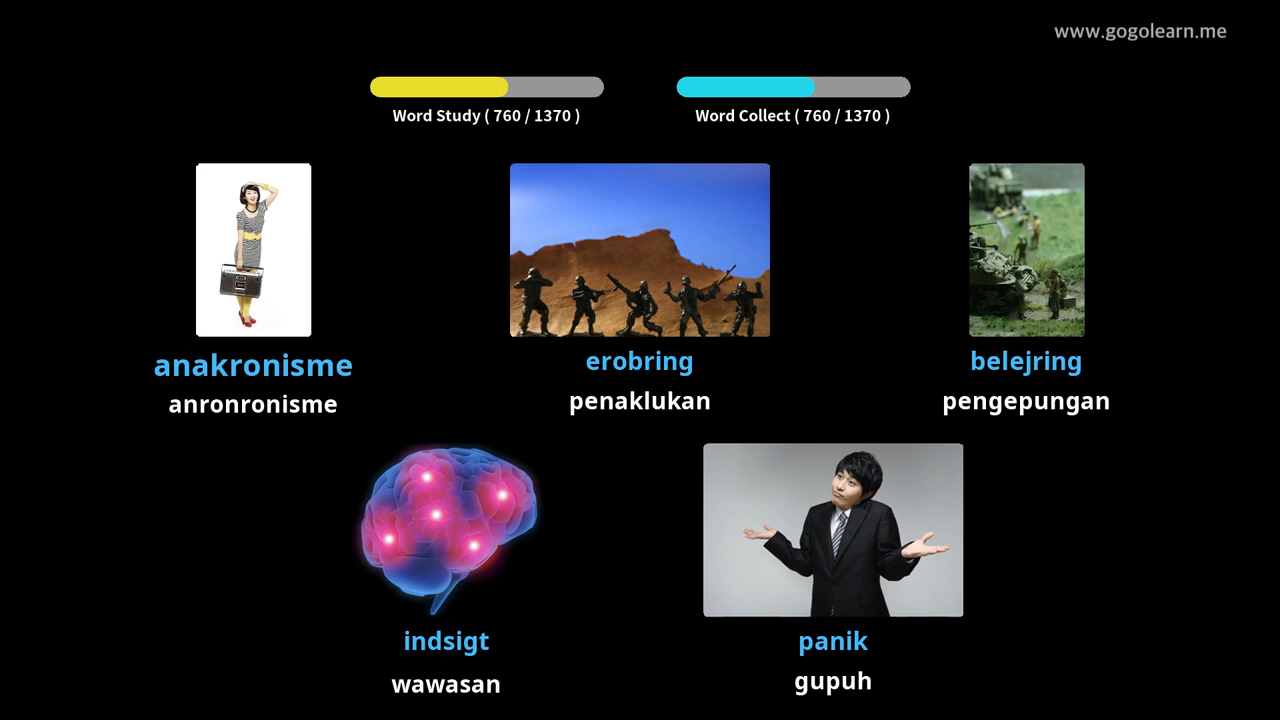 www.gogolearn.me
Word Study ( 760 / 1370 )
Word Collect ( 760 / 1370 )
anakronisme
anronronisme
erobring
penaklukan
belejring
pengepungan
indsigt
wawasan
panik
gupuh